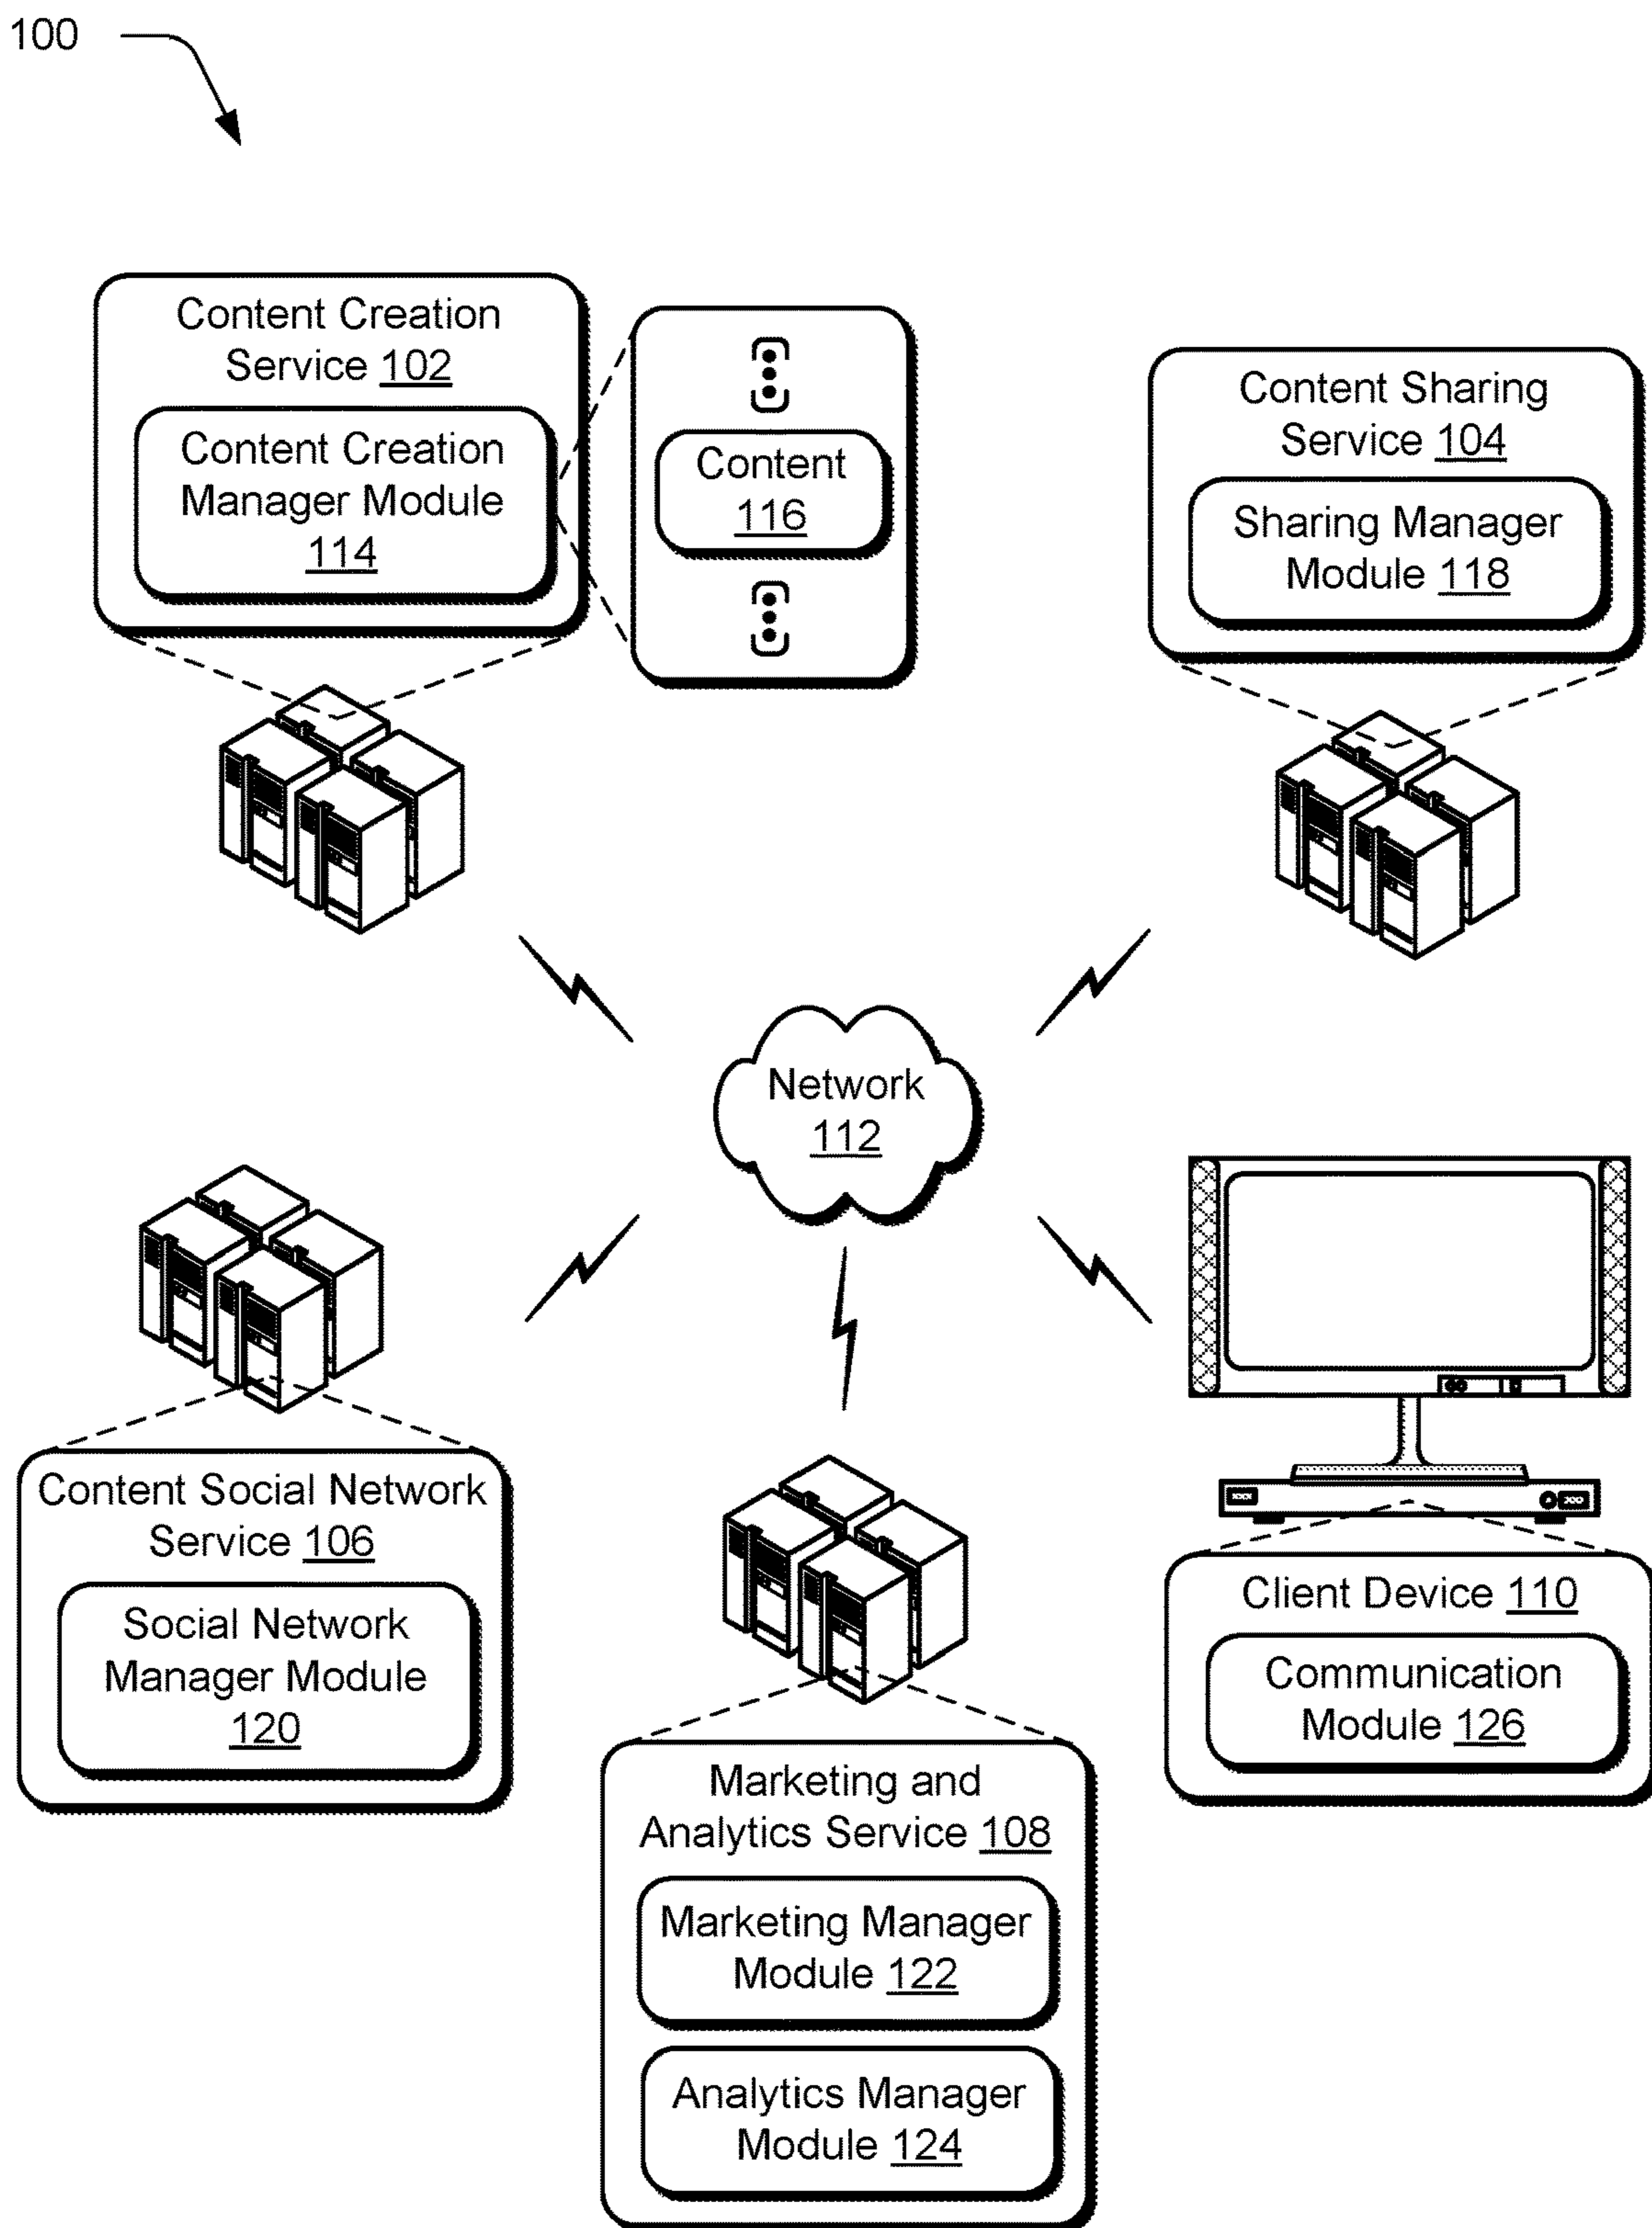 100
Content Creation
Service 102
Content Creation
Manager Module
114
Content
116
Content Sharing
Service 104
Sharing Manager
Module 118
Network
112
Content Social Network
Service 106
Social Network
Manager Module
120
Marketing and
Analytics Service 108
Marketing Manager
Module 122
Analytics Manager
Module 124
Client Device 110
Communication
Module 126